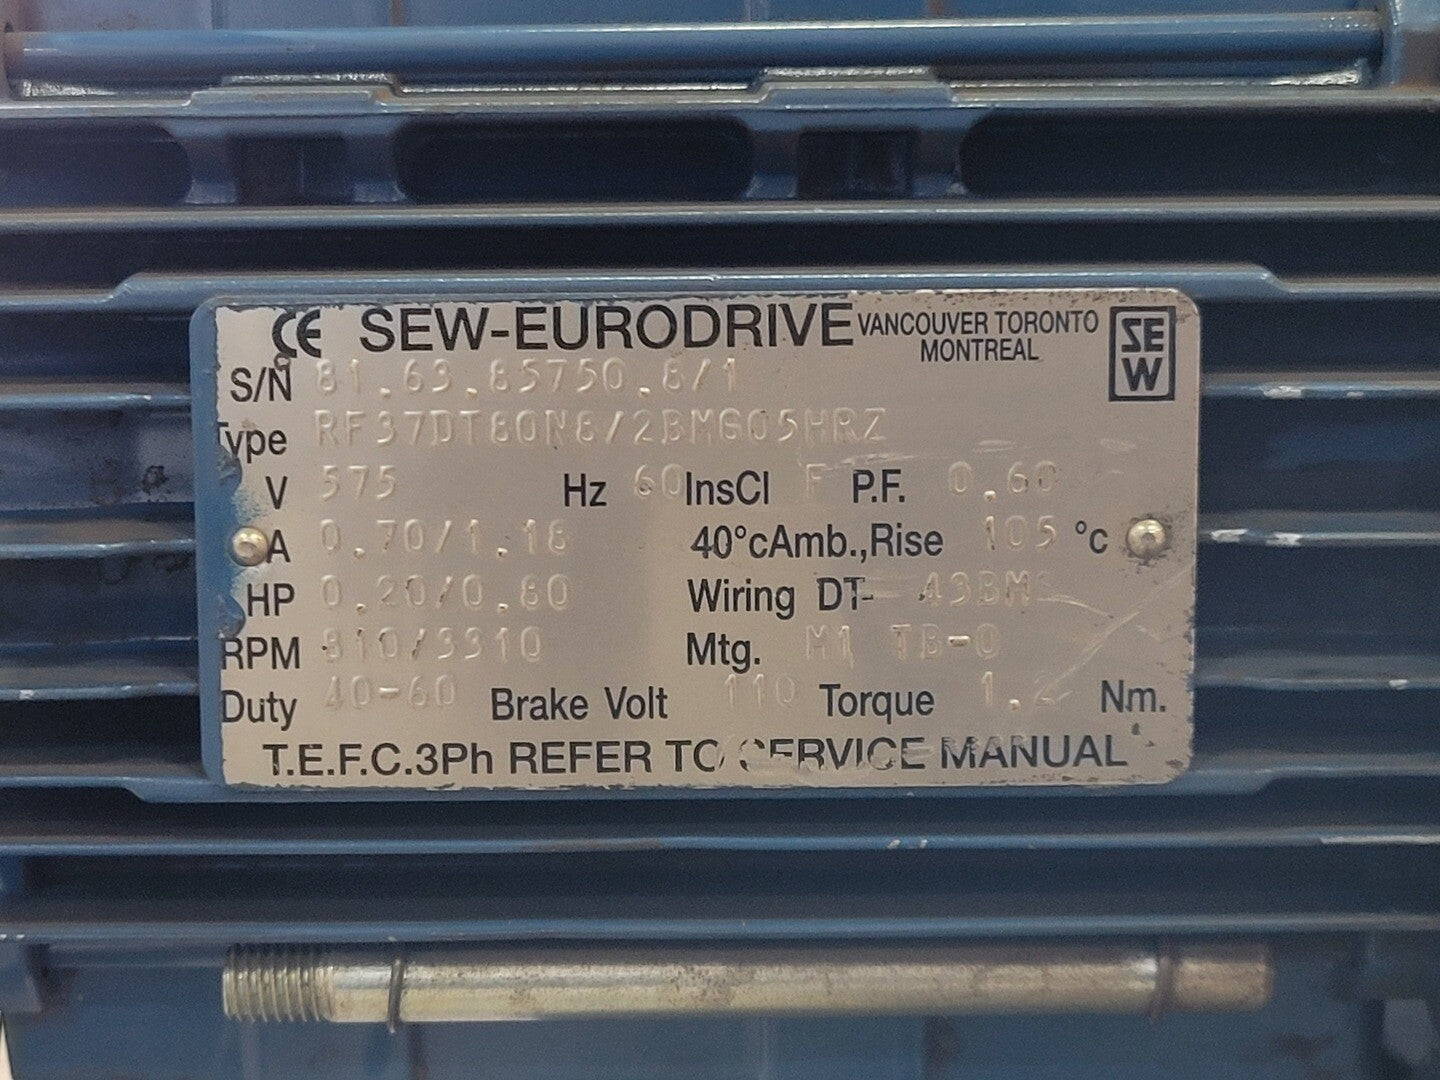 CE SEW-EURODRIVE VANCOUVER TORONTO MONTREAL SEW
S/N 81.63.85750.8/1
Type RF37DT80N8/2BMG05HRZ
V 575 Hz 60 InsCl F P.F. 0.60
A 0.70/1.18 40°cAmb.,Rise 105 °c
HP 0.20/0.80 Wiring DT-
RPM 810/3310 Mtg. M1 TB-0
Duty 40-60 Brake Volt 110 Torque 1.2 Nm.
T.E.F.C.3Ph REFER TO SERVICE MANUAL